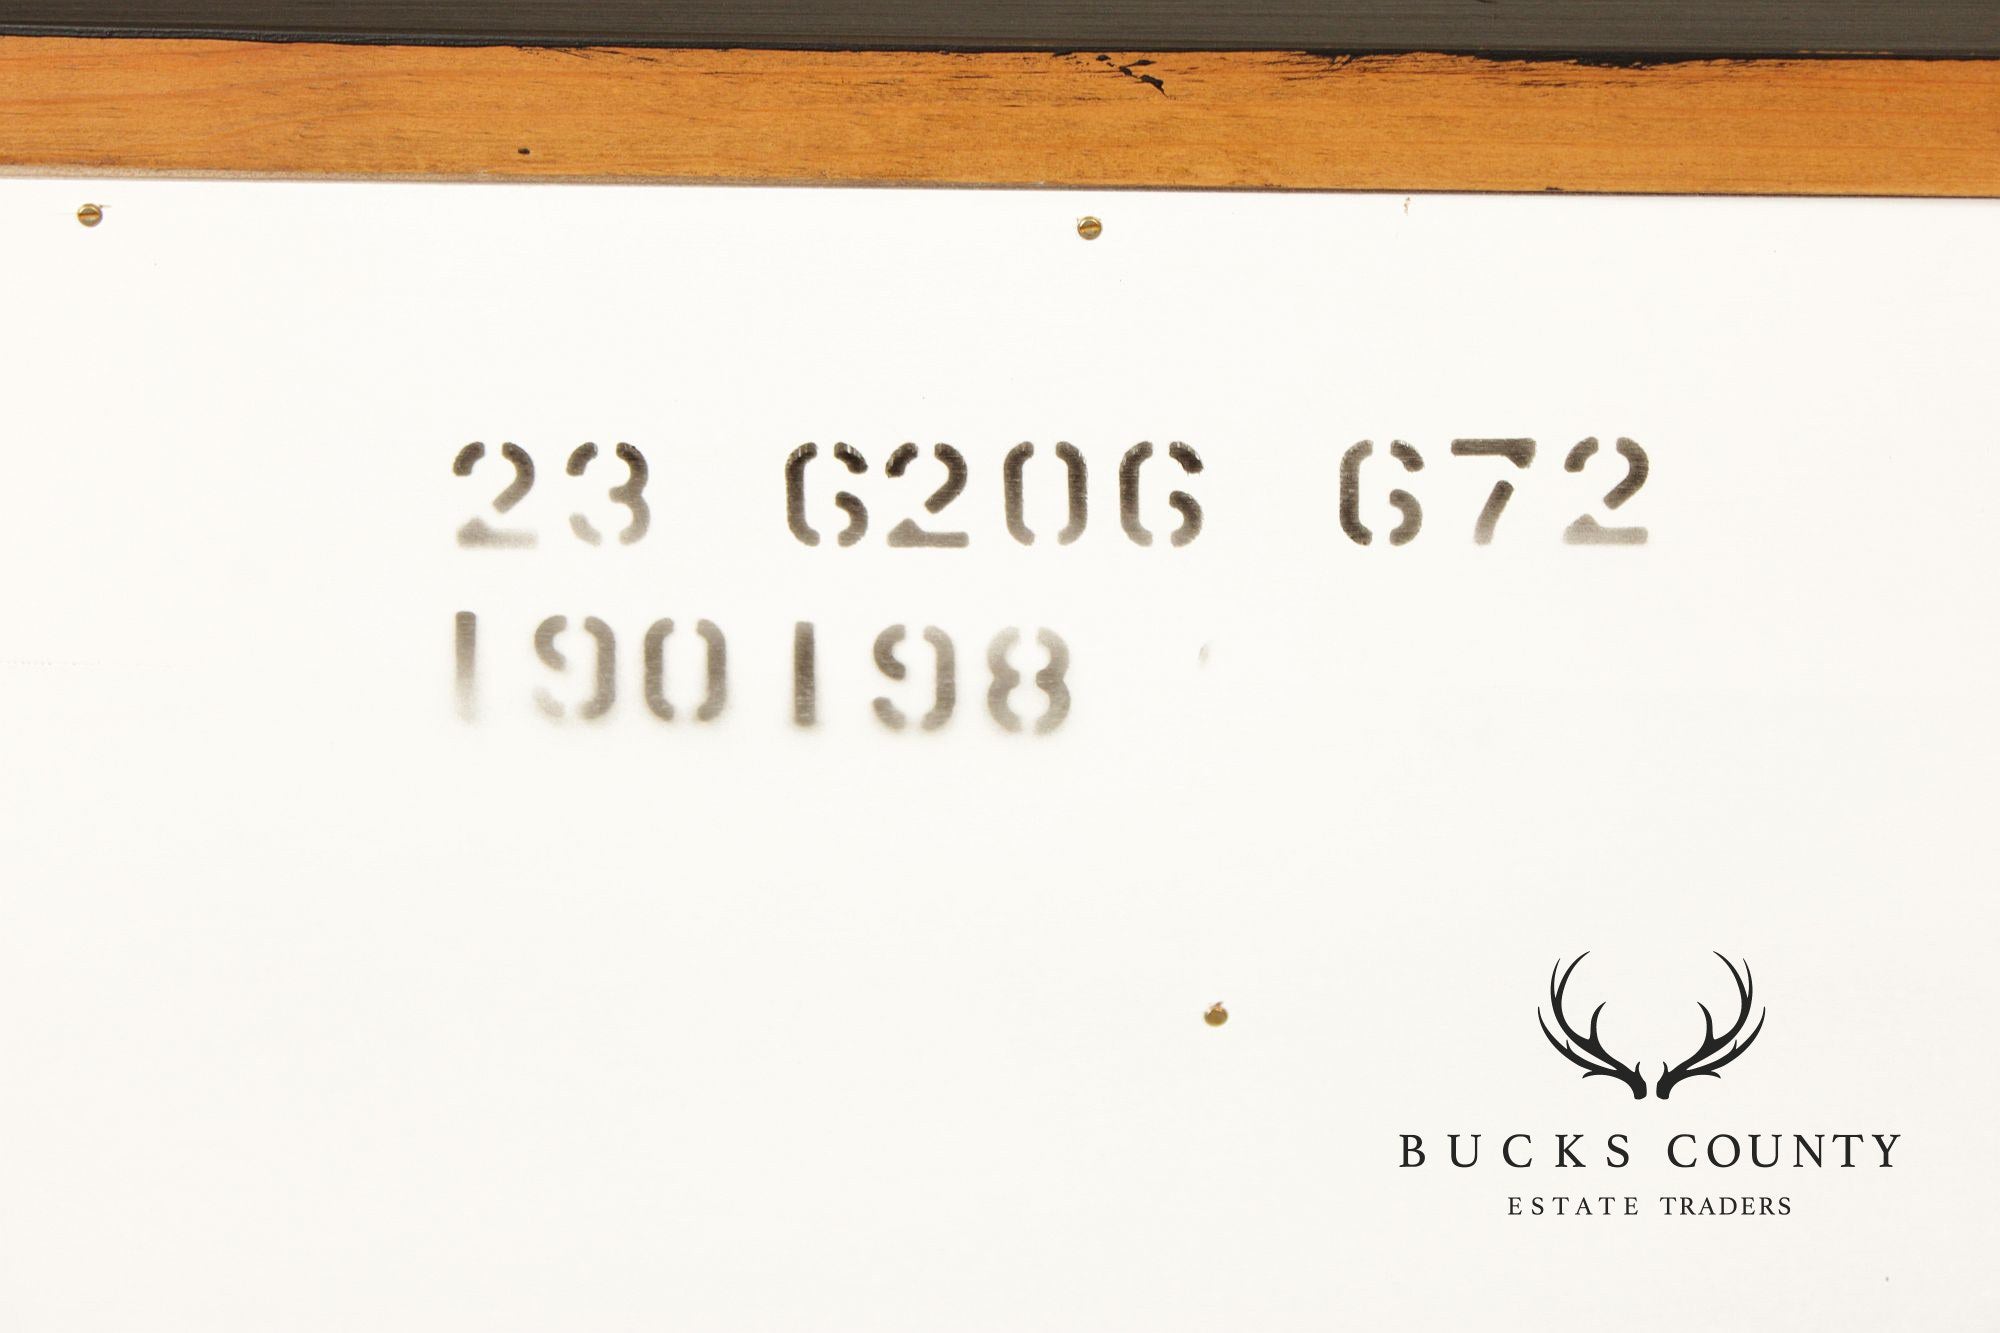 23 6206 672
190198
BUCKS COUNTY
ESTATE TRADERS